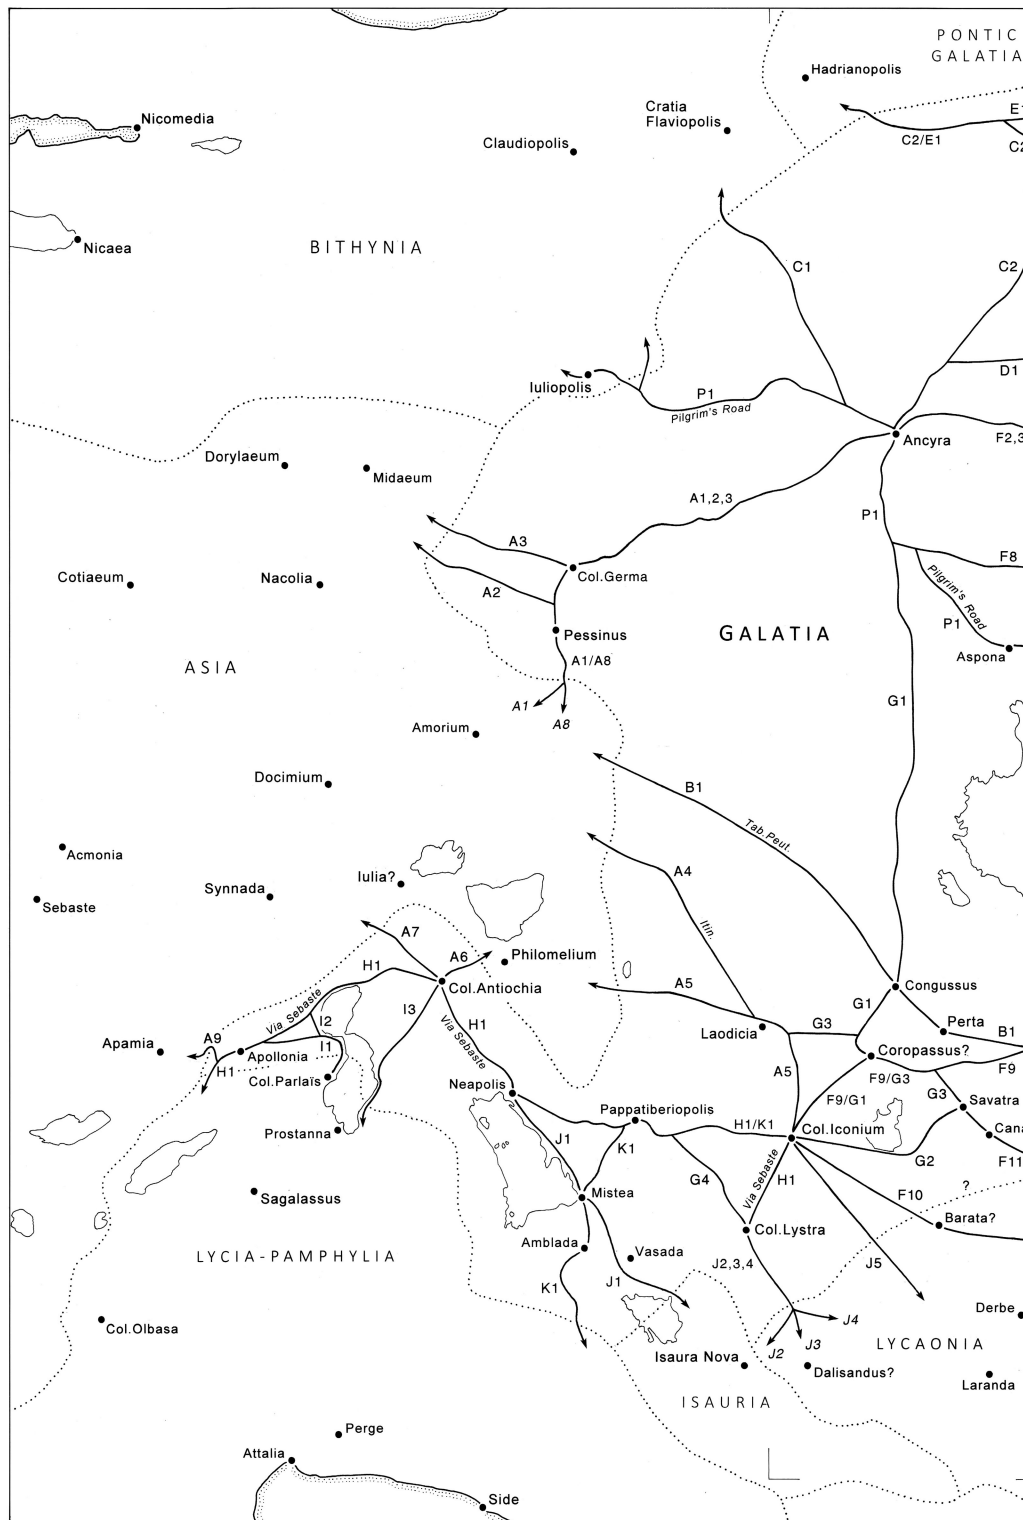 PONTIC
GALATIA
Hadrianopolis
Nicomedia
Cratia
Flaviopolis
Claudiopolis
E1
C2/E1
C2
Nicaea
BITHYNIA
C1
C2
D1
Iuliopolis
P1
Pilgrim's Road
Ancyra
F2,3
Dorylaeum
Midaeum
A1,2,3
P1
A3
F8
Cotiaeum
Nacolia
Col.Germa
A2
Pilgrim's Road
P1
Pessinus
GALATIA
Aspona
A1/A8
ASIA
G1
A1
A8
Amorium
Docimium
B1
Tab.Peut.
Acmonia
A4
Iulia?
Synnada
Sebaste
Itin.
A7
A6
Philomelium
H1
Col.Antiochia
A5
Congussus
Via Sebaste
I3
H1
G1
I2
Via Sebaste
Laodicia
G3
Perta
B1
Apamia
A9
I1
Apollonia
Coropassus?
H1
F9
Col.Parlaïs
Neapolis
A5
F9/G3
F9/G1
G3
Savatra
Pappatiberiopolis
H1/K1
Col.Iconium
Cana
Prostanna
J1
K1
G2
F11
G4
Via Sebaste
H1
?
Sagalassus
Mistea
F10
Barata?
Col.Lystra
Amblada
Vasada
LYCIA-PAMPHYLIA
J2,3,4
J5
K1
J1
Derbe
J4
Col.Olbasa
J3
J2
LYCAONIA
Isaura Nova
Dalisandus?
Laranda
ISAURIA
Perge
Attalia
Side